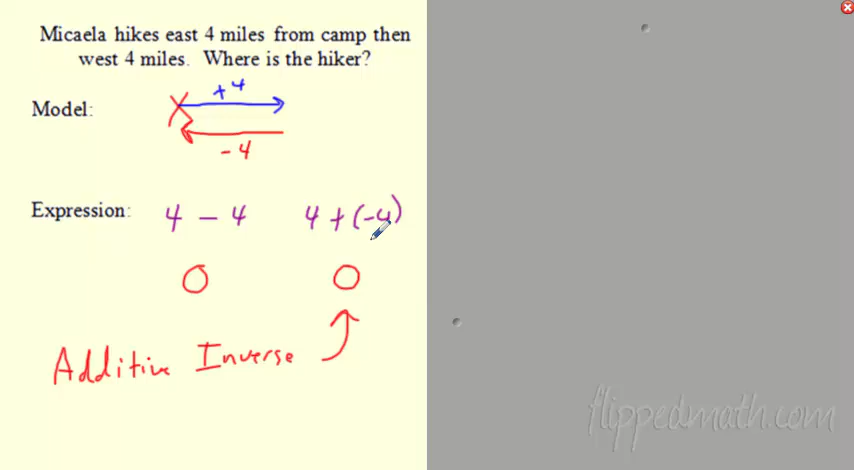 Micaela hikes east 4 miles from camp then
west 4 miles. Where is the hiker?
+4
Model:
-4
Expression: 4 - 4 4 + (-4)
0 0
Additive Inverse
flippedmath.com